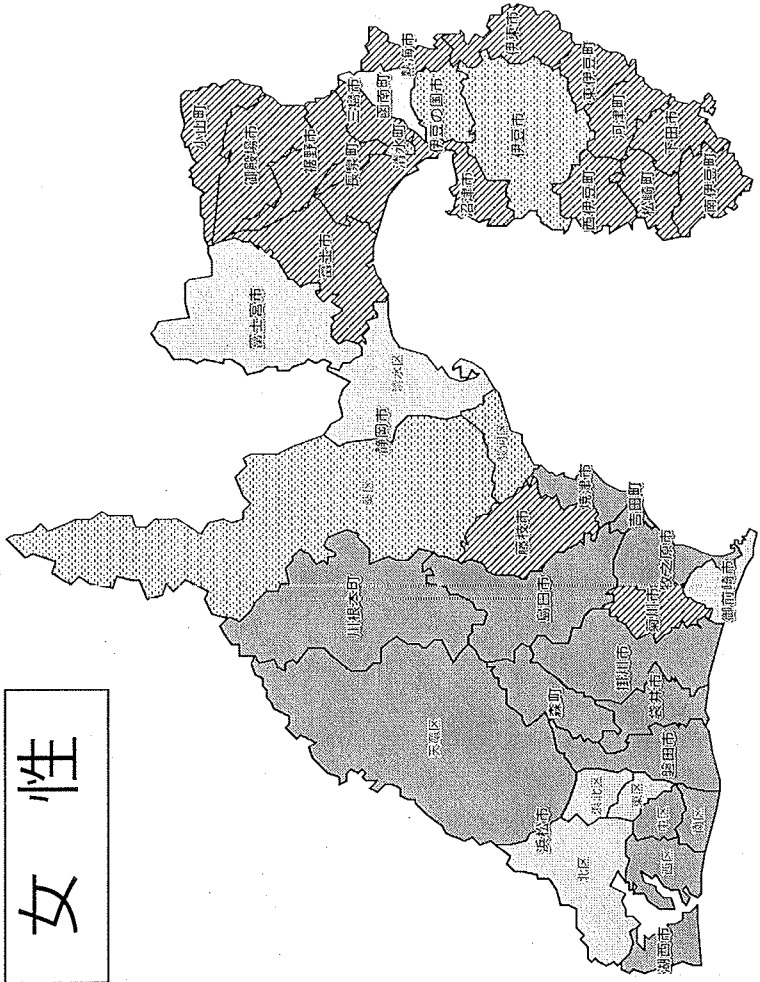 女性
小山町
御殿場市
裾野市
長泉町
三島市
函南町
熱海市
清水町
伊豆の国市
伊東市
伊豆市
東伊豆町
沼津市
西伊豆町
河津町
松崎町
下田市
南伊豆町
富士市
富士宮市
清水区
静岡市
葵区
駿河区
川根本町
藤枝市
焼津市
島田市
吉田町
牧之原市
菊川市
御前崎市
掛川市
森町
袋井市
磐田市
天竜区
浜松市
浜北区
東区
中区
南区
北区
西区
湖西市